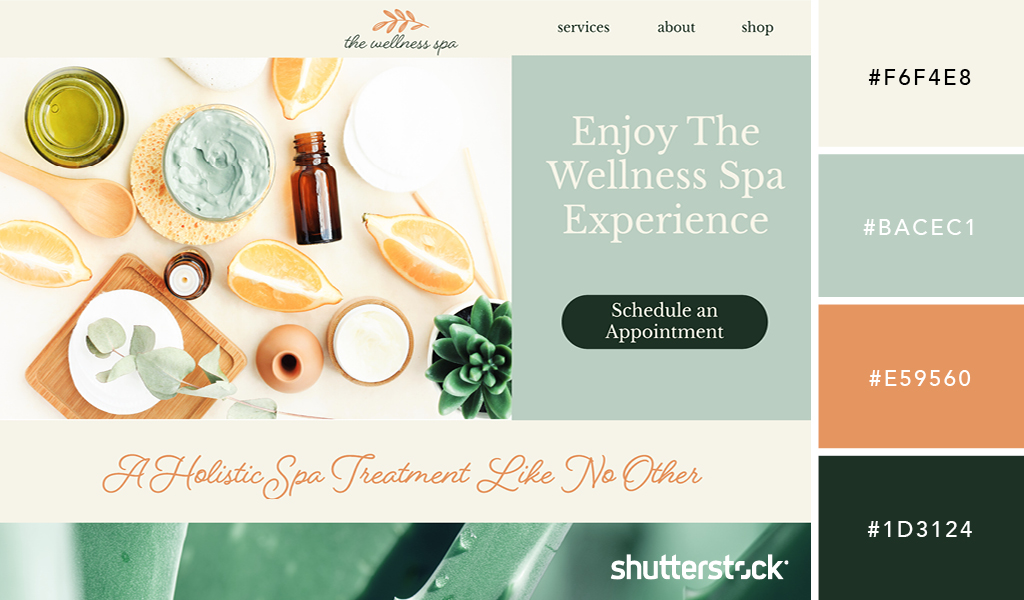 the wellness spa
services about shop
Enjoy The
Wellness Spa
Experience
Schedule an
Appointment
A Holistic Spa Treatment Like No Other
shutterstock
#F6F4E8
#BACEC1
#E59560
#1D3124